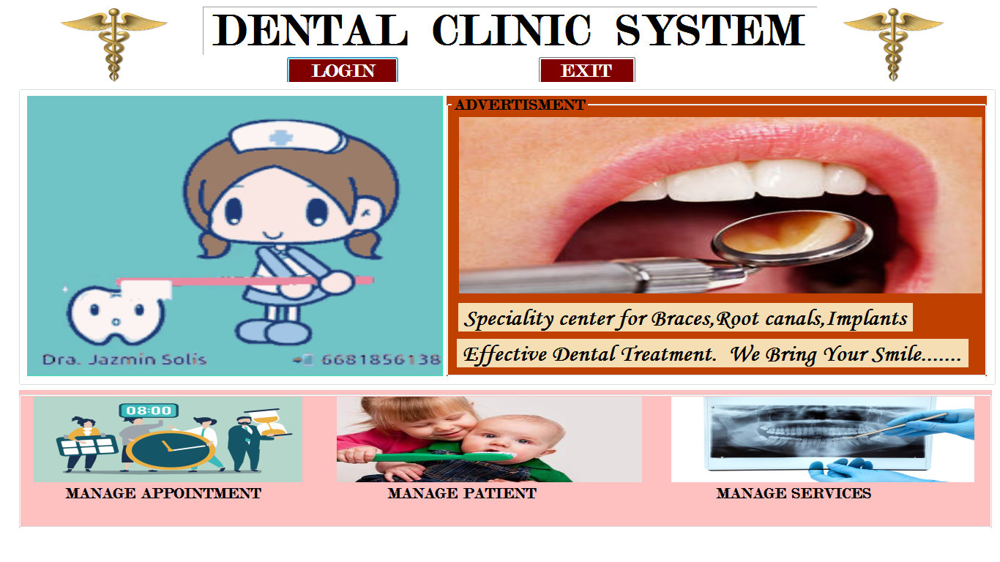 DENTAL CLINIC SYSTEM
LOGIN
EXIT
ADVERTISMENT
Speciality center for Braces,Root canals,Implants
Effective Dental Treatment. We Bring Your Smile.......
Dra. Jazmin Solis
6681856138
08:00
MANAGE APPOINTMENT
MANAGE PATIENT
MANAGE SERVICES